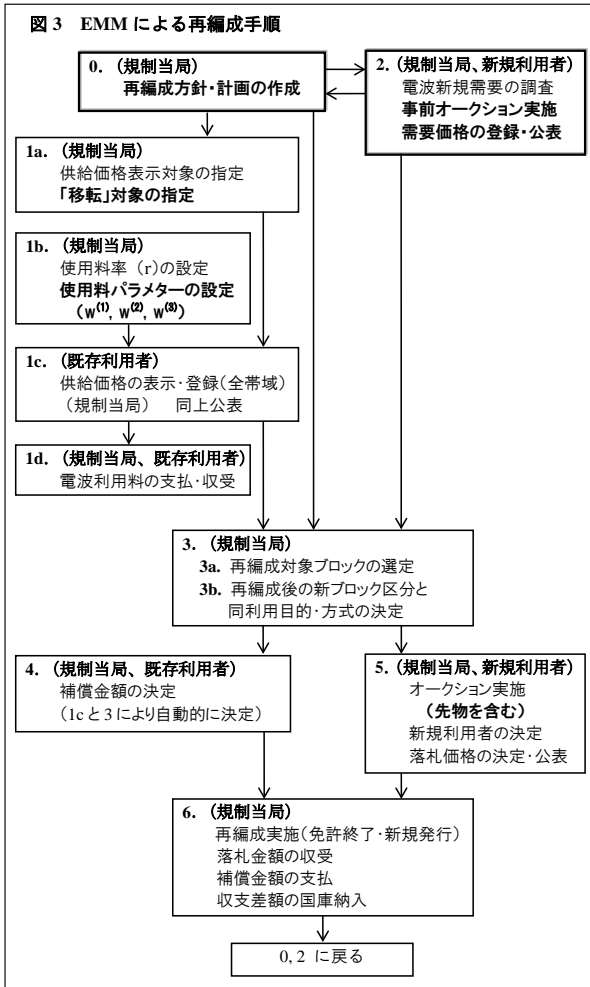 図 3 EMM による再編成手順
0. (規制当局)
再編成方針・計画の作成
2. (規制当局、新規利用者)
電波新規需要の調査
事前オークション実施
需要価格の登録・公表
1a. (規制当局)
供給価格表示対象の指定
「移転」対象の指定
1b. (規制当局)
使用料率 (r)の設定
使用料パラメターの設定
(w(1), w(2), w(3))
1c. (既存利用者)
供給価格の表示・登録(全帯域)
(規制当局) 同上公表
1d. (規制当局、既存利用者)
電波利用料の支払・収受
3. (規制当局)
3a. 再編成対象ブロックの選定
3b. 再編成後の新ブロック区分と
同利用目的・方式の決定
4. (規制当局、既存利用者)
補償金額の決定
(1c と 3 により自動的に決定)
5. (規制当局、新規利用者)
オークション実施
(先物を含む)
新規利用者の決定
落札価格の決定・公表
6. (規制当局)
再編成実施(免許終了・新規発行)
落札金額の収受
補償金額の支払
収支差額の国庫納入
0, 2 に戻る